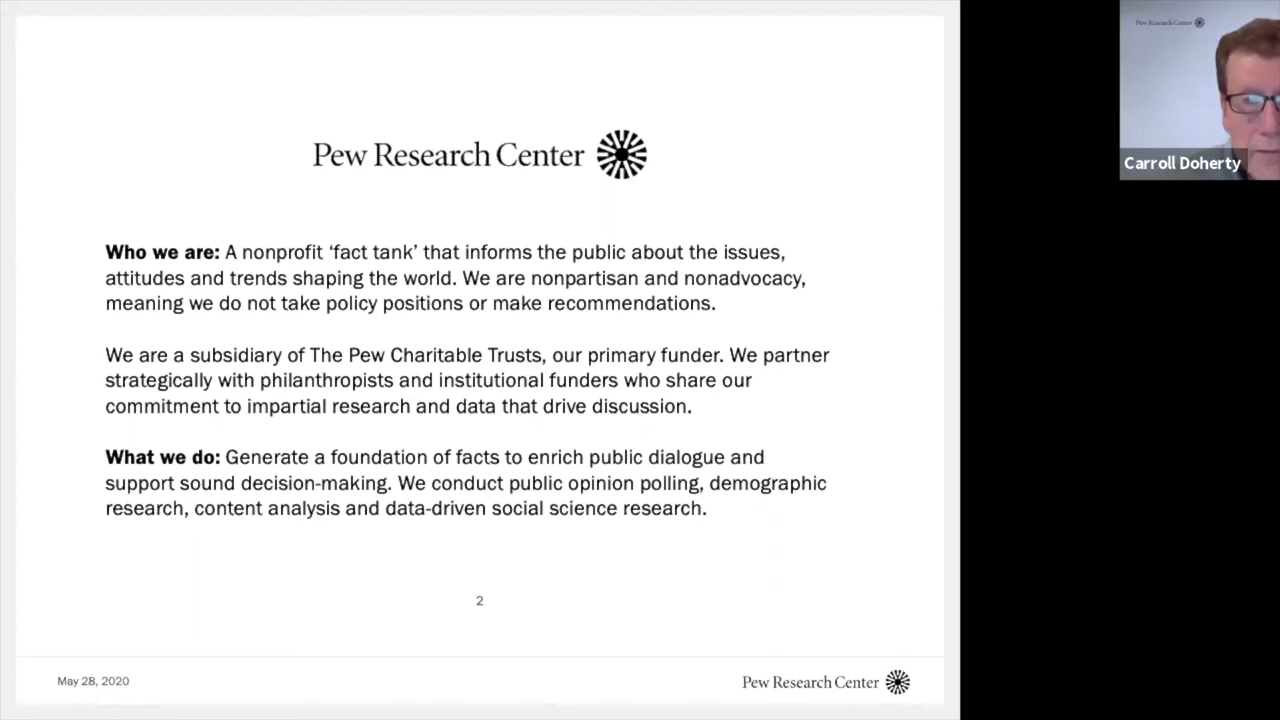 Pew Research Center
Who we are: A nonprofit ‘fact tank’ that informs the public about the issues,
attitudes and trends shaping the world. We are nonpartisan and nonadvocacy,
meaning we do not take policy positions or make recommendations.
We are a subsidiary of The Pew Charitable Trusts, our primary funder. We partner
strategically with philanthropists and institutional funders who share our
commitment to impartial research and data that drive discussion.
What we do: Generate a foundation of facts to enrich public dialogue and
support sound decision-making. We conduct public opinion polling, demographic
research, content analysis and data-driven social science research.
2
May 28, 2020
Pew Research Center
Pew Research Center
Carroll Doherty